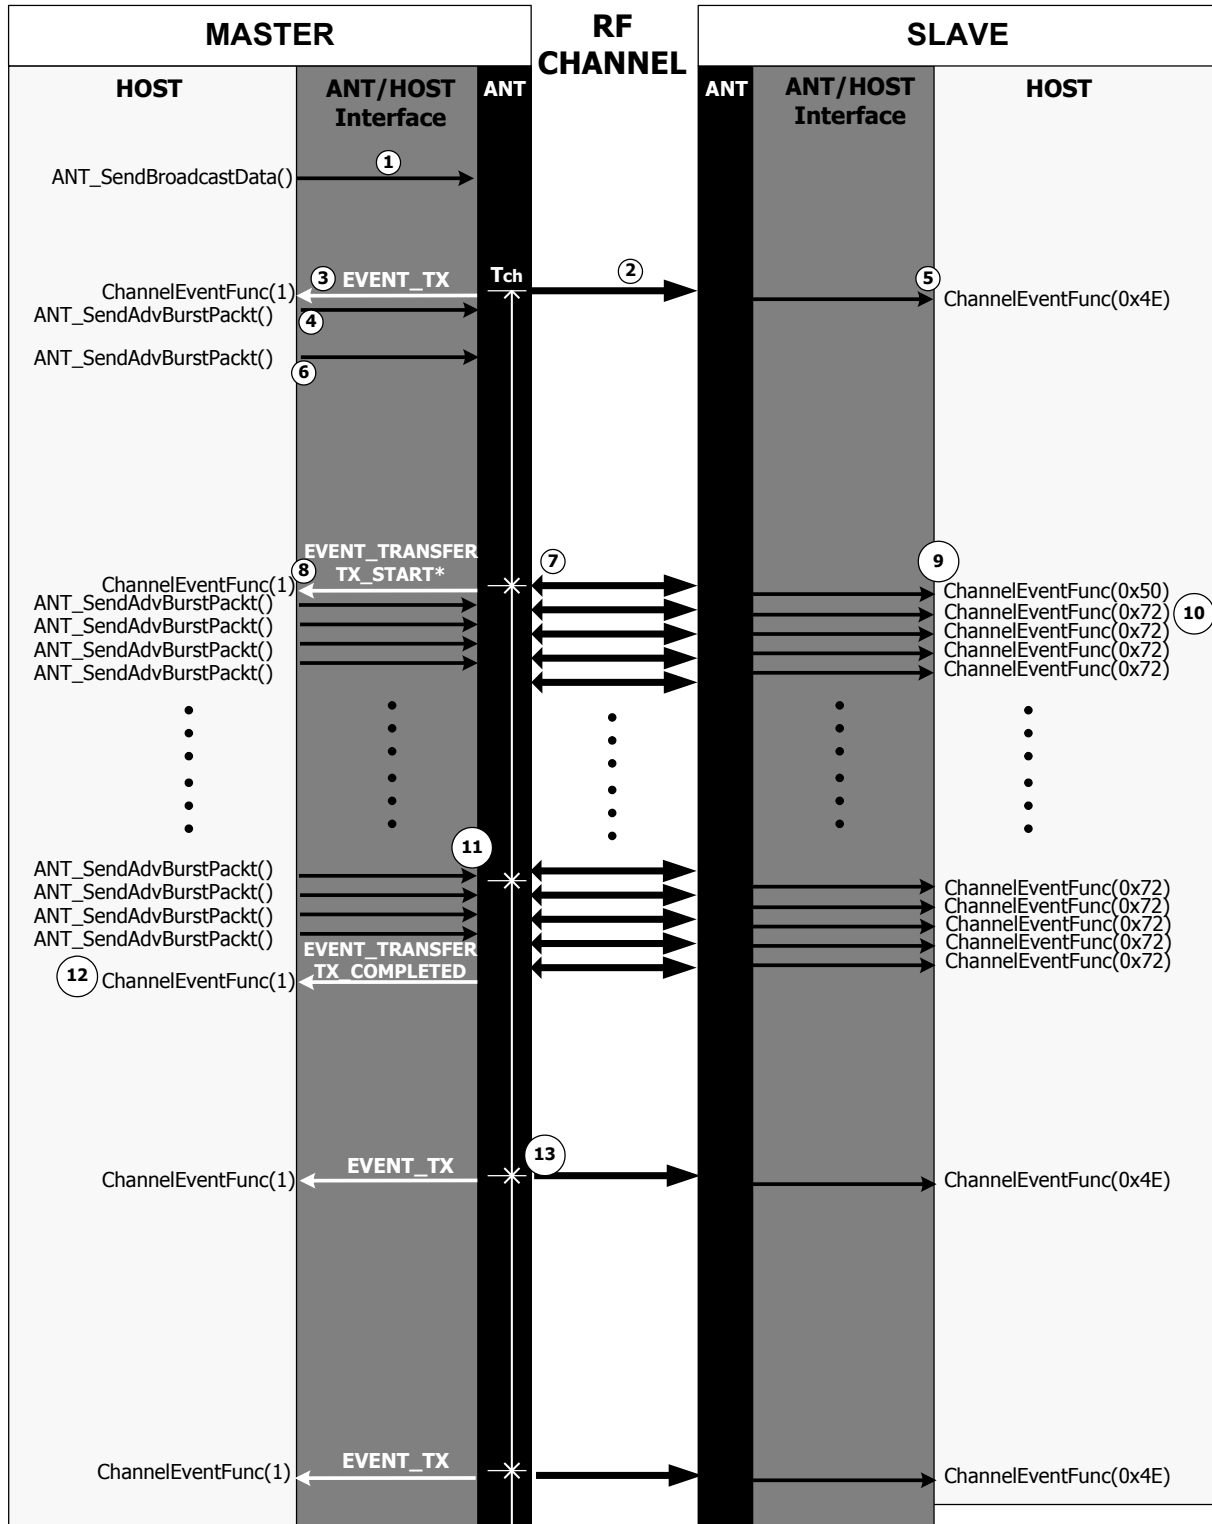 MASTER
RF
CHANNEL
SLAVE
HOST
ANT/HOST
Interface
ANT
ANT
ANT/HOST
Interface
HOST
1
ANT_SendBroadcastData()
3
EVENT_TX
Tch
2
5
ChannelEventFunc(1)
ChannelEventFunc(0x4E)
ANT_SendAdvBurstPackt()
4
ANT_SendAdvBurstPackt()
6
EVENT_TRANSFER
TX_START*
7
9
8
ChannelEventFunc(1)
ChannelEventFunc(0x50)
ANT_SendAdvBurstPackt()
ChannelEventFunc(0x72)
10
ANT_SendAdvBurstPackt()
ChannelEventFunc(0x72)
ANT_SendAdvBurstPackt()
ChannelEventFunc(0x72)
ANT_SendAdvBurstPackt()
ChannelEventFunc(0x72)
11
ANT_SendAdvBurstPackt()
ChannelEventFunc(0x72)
ANT_SendAdvBurstPackt()
ChannelEventFunc(0x72)
ANT_SendAdvBurstPackt()
ChannelEventFunc(0x72)
ANT_SendAdvBurstPackt()
ChannelEventFunc(0x72)
EVENT_TRANSFER
TX_COMPLETED
ChannelEventFunc(0x72)
12
ChannelEventFunc(1)
13
EVENT_TX
ChannelEventFunc(1)
ChannelEventFunc(0x4E)
EVENT_TX
ChannelEventFunc(1)
ChannelEventFunc(0x4E)